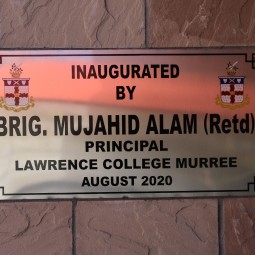 INAUGURATED
BY
BRIG. MUJAHID ALAM (Retd)
PRINCIPAL
LAWRENCE COLLEGE MURREE
AUGUST 2020